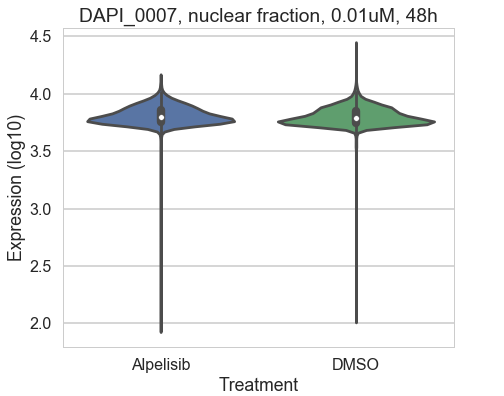 DAPI_0007, nuclear fraction, 0.01uM, 48h
4.5
4.0
3.5
3.0
2.5
2.0
Expression (log10)
Alpelisib
DMSO
Treatment